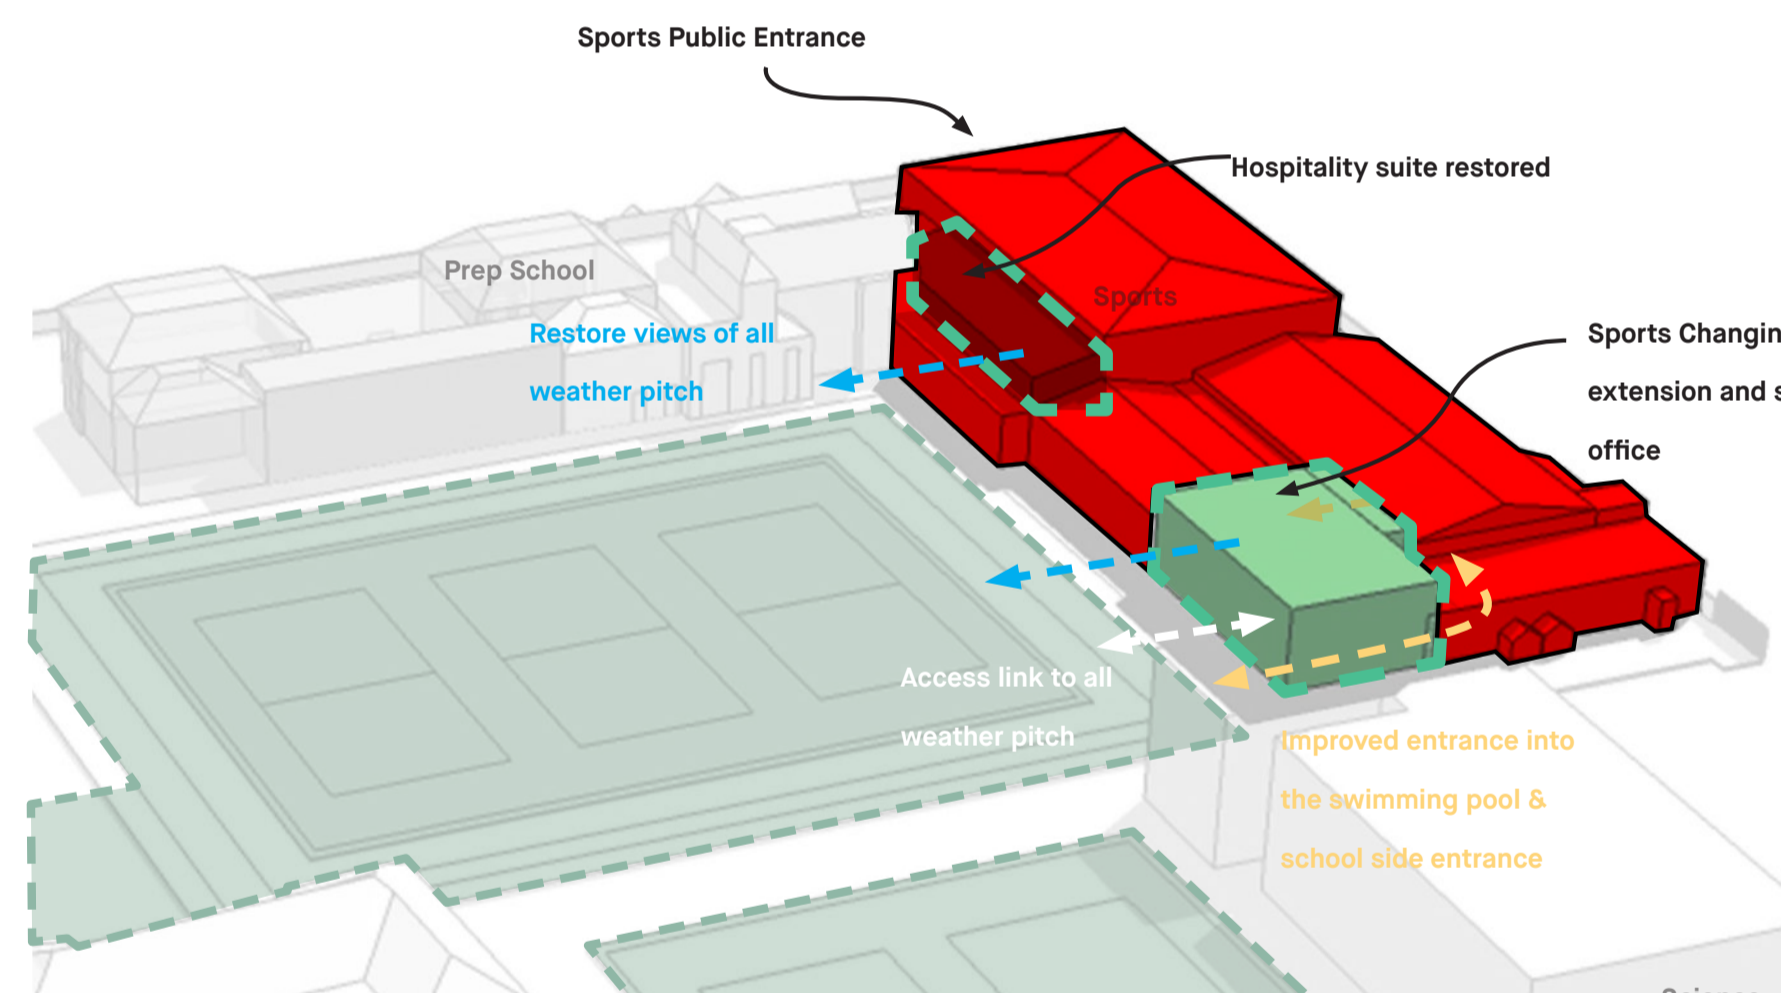 Sports Public Entrance
Hospitality suite restored
Prep School
Sports
Restore views of all
weather pitch
Sports Changin
extension and s
office
Access link to all
weather pitch
Improved entrance into
the swimming pool &
school side entrance